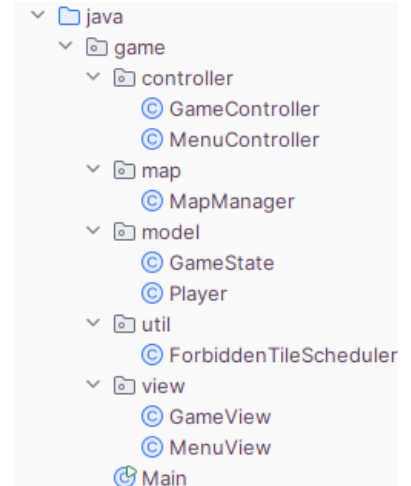 java
game
controller
GameController
MenuController
map
MapManager
model
GameState
Player
util
ForbiddenTileScheduler
view
GameView
MenuView
Main